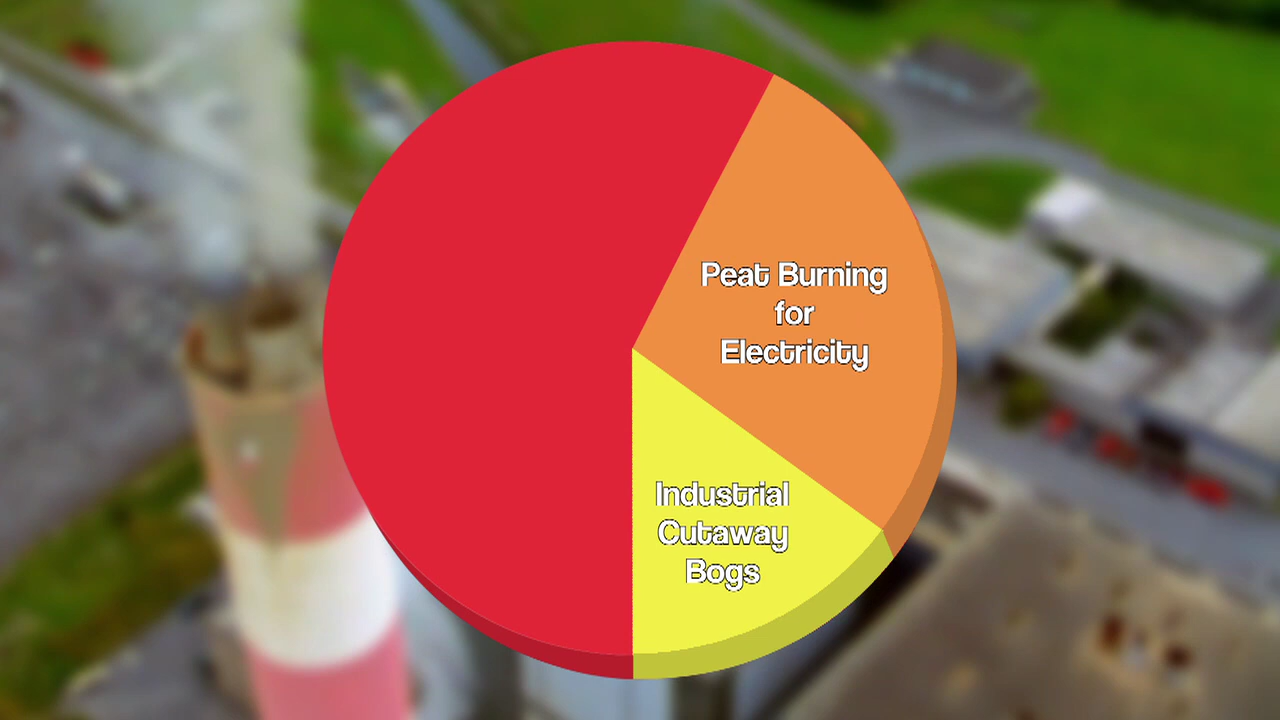 Peat Burning
for
Electricity
Industrial
Cutaway
Bogs